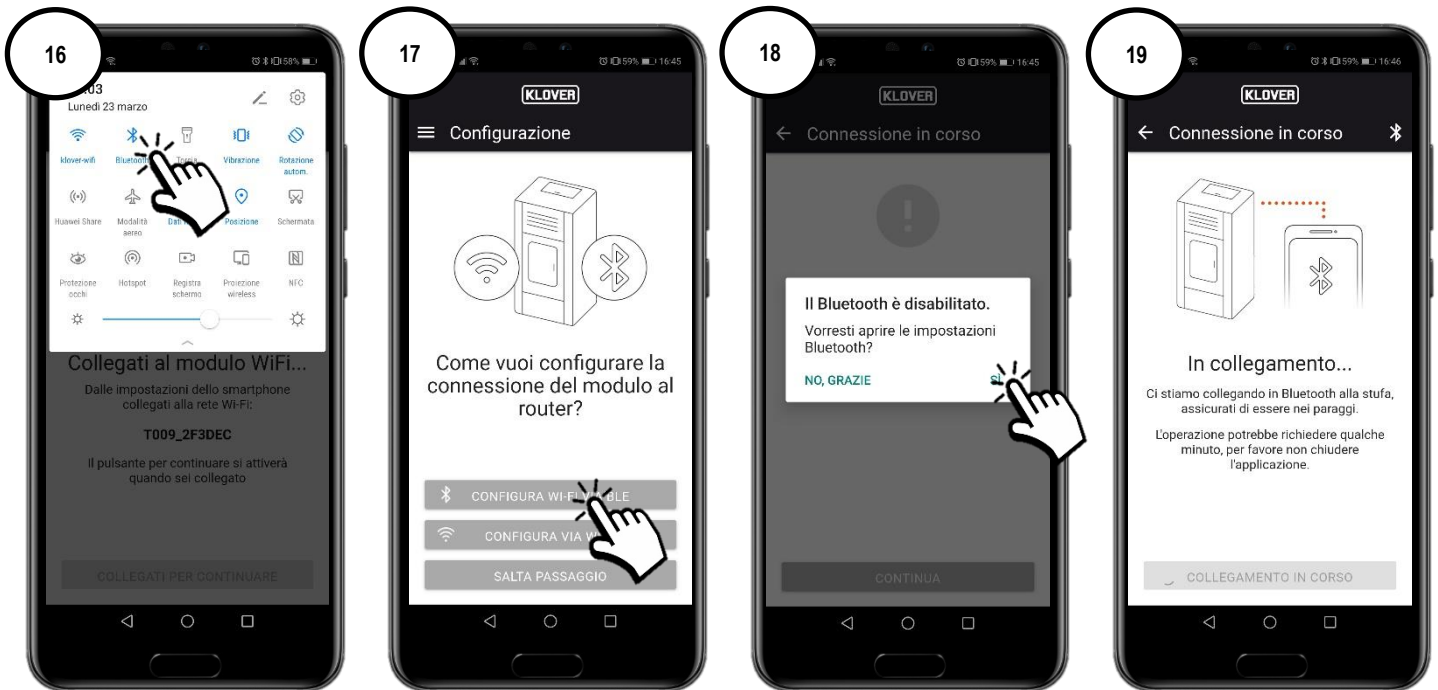 16
58%
:03
Lunedì 23 marzo
klover-wifi
Bluetooth
Torcia
Vibrazione
Rotazione
autom.
Huawei Share
Modalità
aereo
Posizione
Schermata
Protezione
occhi
Hotspot
Registra
schermo
Proiezione
wireless
NFC
Collegati al modulo WiFi...
Dalle impostazioni dello smartphone
collegati alla rete Wi-Fi:
T009_2F3DEC
Il pulsante per continuare si attiverà
quando sei collegato
COLLEGATI PER CONTINUARE
17
59% 16:45
KLOVER
Configurazione
Come vuoi configurare la
connessione del modulo al
router?
CONFIGURA WI-FI VIA BLE
CONFIGURA VIA W
SALTA PASSAGGIO
18
59% 16:45
KLOVER
Connessione in corso
Il Bluetooth è disabilitato.
Vorresti aprire le impostazioni
Bluetooth?
NO, GRAZIE
SÌ
CONTINUA
19
59% 16:46
KLOVER
Connessione in corso
In collegamento...
Ci stiamo collegando in Bluetooth alla stufa,
assicurati di essere nei paraggi.
L'operazione potrebbe richiedere qualche
minuto, per favore non chiudere
l'applicazione.
COLLEGAMENTO IN CORSO